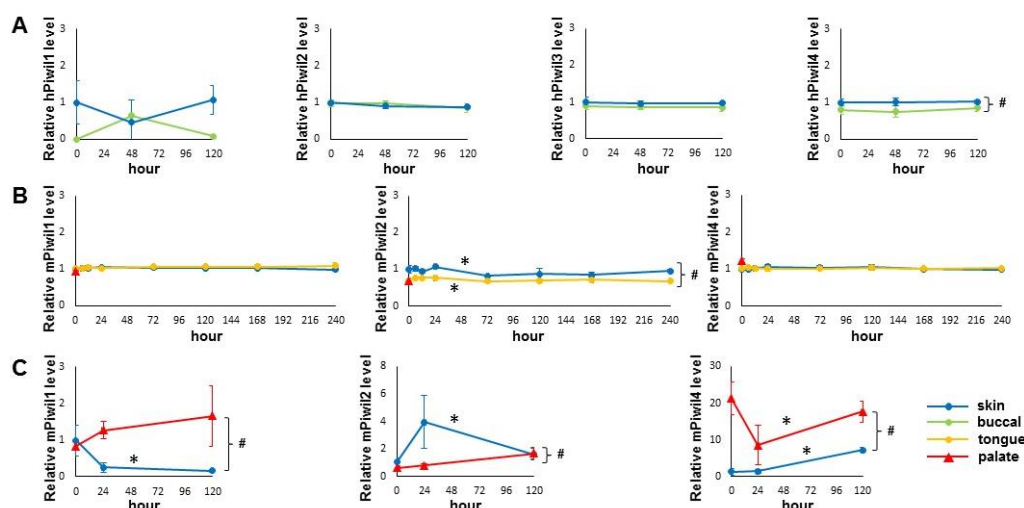 A
Relative hPiwil1 level
3
2
1
0
0 24 48 72 96 120
hour
Relative hPiwil2 level
3
2
1
0
0 24 48 72 96 120
hour
Relative hPiwil3 level
3
2
1
0
0 24 48 72 96 120
hour
Relative hPiwil4 level
3
2
1
0
0 24 48 72 96 120
hour
#
B
Relative mPiwil1 level
3
2
1
0
0 24 48 72 96 120 144 168 192 216 240
hour
Relative mPiwil2 level
3
2
1
0
0 24 48 72 96 120 144 168 192 216 240
hour
*
*
#
Relative mPiwil4 level
3
2
1
0
0 24 48 72 96 120 144 168 192 216 240
hour
C
Relative mPiwil1 level
3
2
1
0
0 24 48 72 96 120
hour
*
#
Relative mPiwil2 level
8
6
4
2
0
0 24 48 72 96 120
hour
*
#
Relative mPiwil4 level
30
20
10
0
0 24 48 72 96 120
hour
*
*
#
skin
buccal
tongue
palate